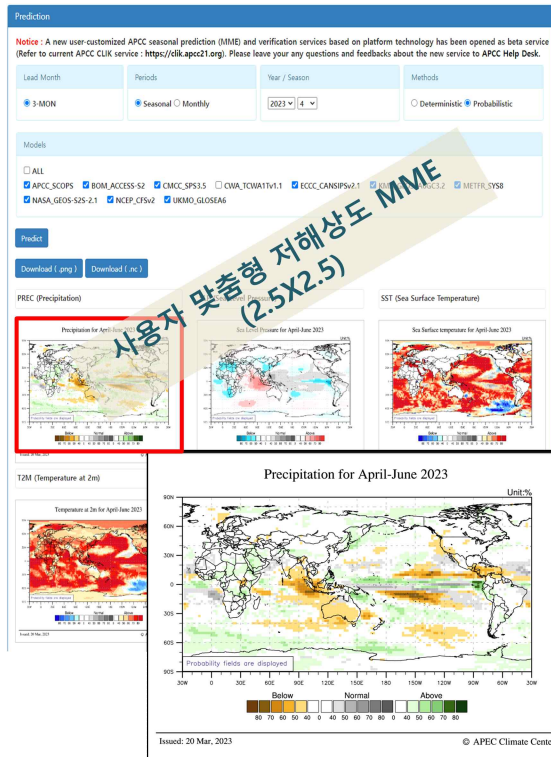 Prediction
Notice : A new user-customized APCC seasonal prediction (MME) and verification services based on platform technology has been opened as beta service
(Refer to current APCC CLiK service : https://clik.apcc21.org). Please leave your any questions and feedbacks about the new service to APCC Help Desk.
Lead Month Periods Year / Season Methods
3-MON Seasonal Monthly 2023 4 Deterministic Probabilistic
Models
ALL
APCC_SCOPS BOM_ACCESS-S2 CMCC_SPS3.5 CWA_TCWA1Tv1.1 ECCC_CANSIPSv2.1 METFR_SYS8
NASA_GEOS-S2S-2.1 NCEP_CFSv2 UKMO_GLOSEA6
사용자 맞춤형 저해상도 MME
(2.5X2.5)
Predict
Download ( .png ) Download ( .nc )
PREC (Precipitation) SST (Sea Surface Temperature)
Precipitation for April-June 2023 Sea Level Pressure for April-June 2023 Sea Surface temperature for April-June 2023
T2M (Temperature at 2m)
Temperature at 2m for April-June 2023
Precipitation for April-June 2023
Unit:%
90N
60N
30N
0
30S
60S
90S
Probability fields are displayed
30W 0 30E 60E 90E 120E 150E 180 150W 120W 90W 60W 30W
Below Normal Above
80 70 60 50 40 0 40 50 60 70 80 0 40 50 60 70 80
Issued: 20 Mar, 2023 © APEC Climate Cente